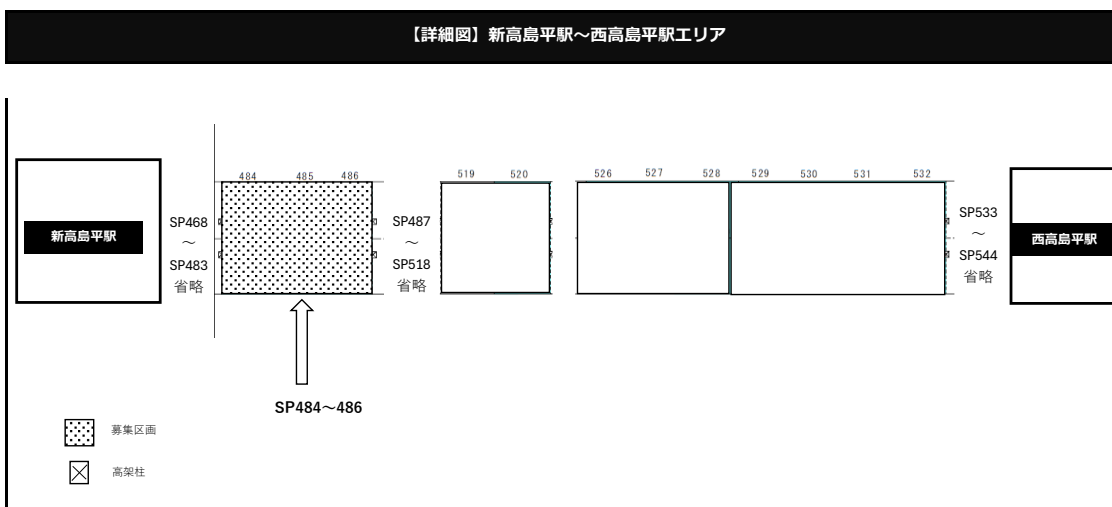 【詳細図】新高島平駅～西高島平駅エリア
484 485 486
519 520
526 527 528 529 530 531 532
新高島平駅
SP468
～
SP483
省略
SP487
～
SP518
省略
SP533
～
SP544
省略
西高島平駅
SP484～486
募集区画
高架柱